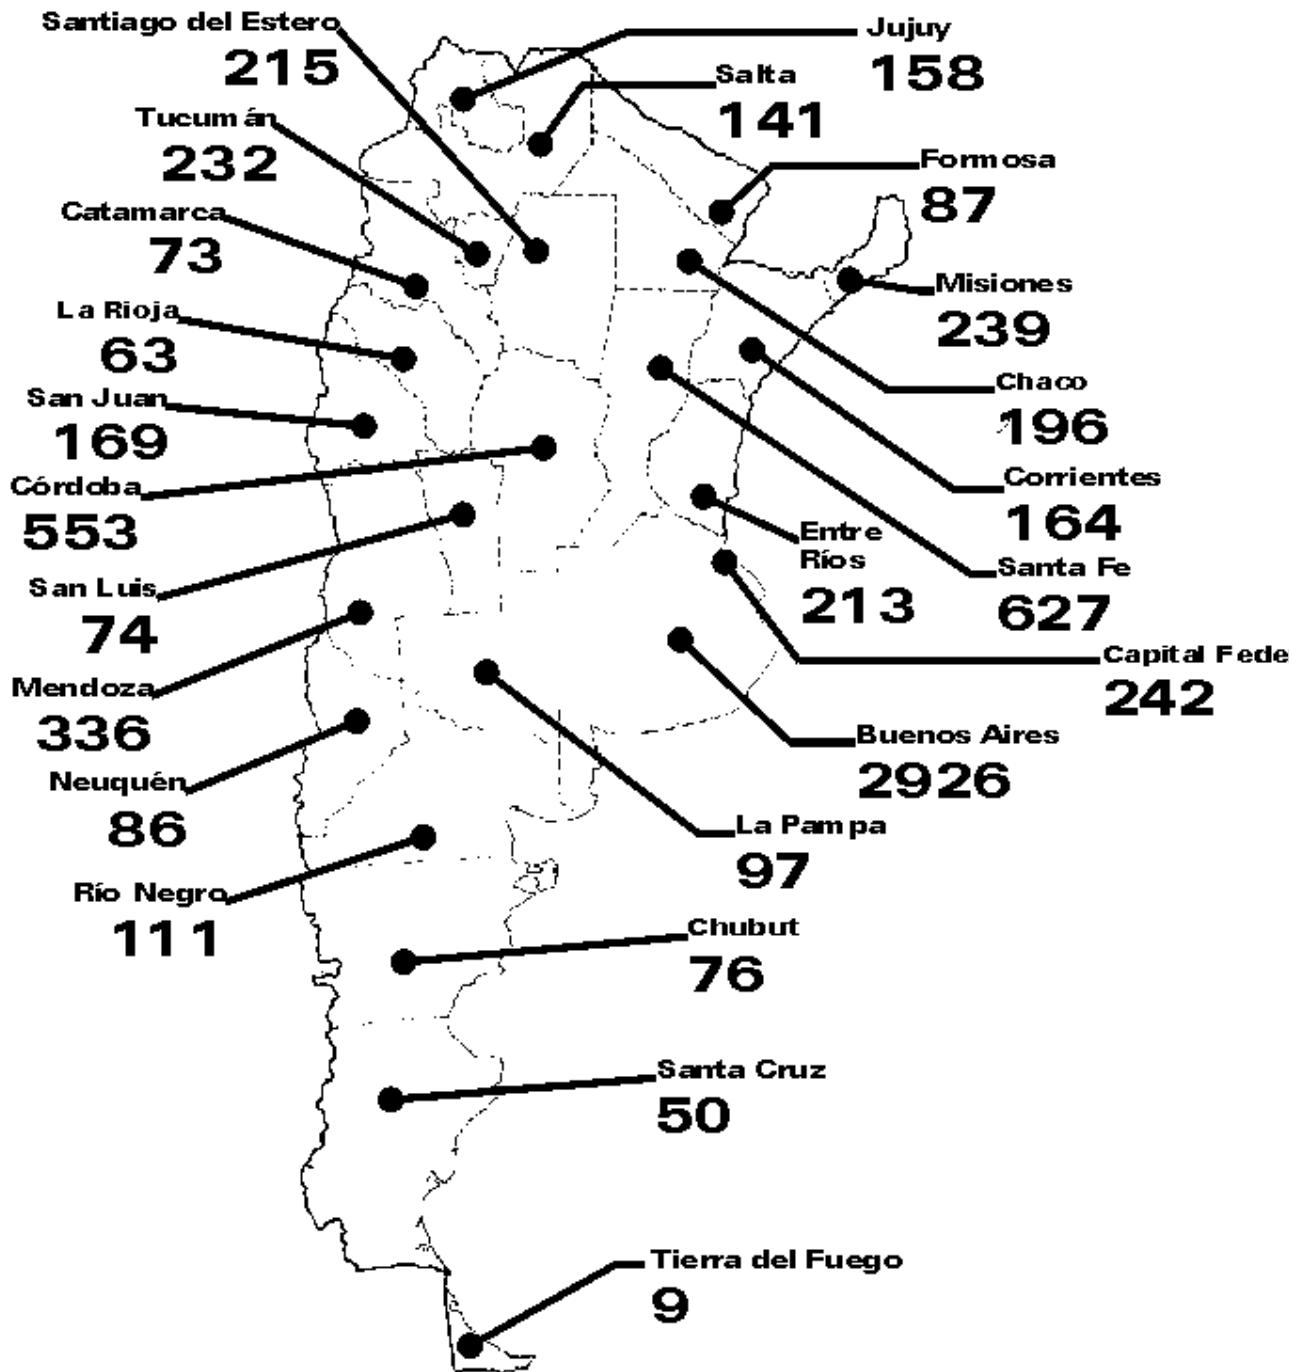 Santiago del Estero
215
Jujuy
158
Salta
141
Tucumán
232
Formosa
87
Catamarca
73
Misiones
239
La Rioja
63
Chaco
196
San Juan
169
Corrientes
164
Córdoba
553
Entre
Ríos
213
Santa Fe
627
San Luis
74
Capital Fede
242
Mendoza
336
Buenos Aires
2926
Neuquén
86
La Pampa
97
Río Negro
111
Chubut
76
Santa Cruz
50
Tierra del Fuego
9